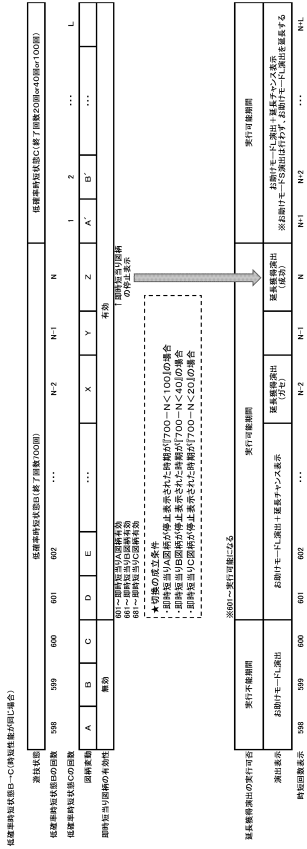 低確率時短状態B→C(時短性能が同じ場合)
遊技状態 低確率時短状態B(終了回数700回) 低確率時短状態C(終了回数20回or40回or100回)
低確率時短状態Bの回数 598 599 600 601 602 ・・・ N-2 N-1 N
低確率時短状態Cの回数 1 2 ・・・ L
図柄変動 A B C D E ・・・ X Y Z A´ B´ ・・・
即時短当り図柄の有効性 無効 有効
601~即時短当りA図柄有効
661~即時短当りB図柄有効
681~即時短当りC図柄有効
↑即時短当り図柄
の停止表示
★切換の成立条件
・即時短当りA図柄が停止表示された時期が『700-N<100』の場合
・即時短当りB図柄が停止表示された時期が『700-N<40』の場合
・即時短当りC図柄が停止表示された時期が『700-N<20』の場合
※601~実行可能になる
延長獲得演出の実行可否 実行不能期間 実行可能期間 実行可能期間
演出表示 お助けモードL演出 お助けモードL演出+延長チャンス表示 延長獲得演出
(ガセ) 延長獲得演出
(成功) お助けモードL演出+延長チャンス表示
※お助けモードS演出は行わず、お助けモードL演出を延長する
時短回数表示 598 599 600 601 602 ・・・ N-2 N-1 N N+1 N+2 ・・・ N+L